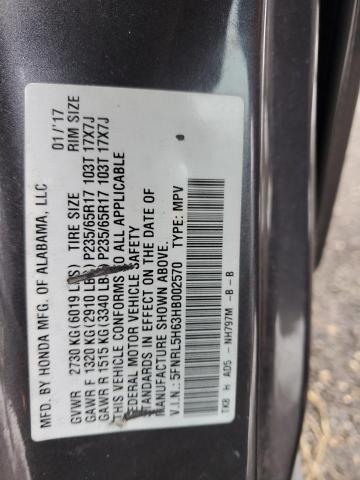 MFD. BY HONDA MFG. OF ALABAMA, LLC 01/'17
GVWR 2730 KG(6019 LBS) TIRE SIZE RIM SIZE
GAWR F 1320 KG(2910 LBS) P235/65R17 103T 17X7J
GAWR R 1515 KG(3340 LBS) P235/65R17 103T 17X7J
THIS VEHICLE CONFORMS TO ALL APPLICABLE
FEDERAL MOTOR VEHICLE SAFETY
STANDARDS IN EFFECT ON THE DATE OF
MANUFACTURE SHOWN ABOVE.
V.I.N.: 5FNRL5H63HB002570 TYPE: MPV
TK8 H A05 - NH797M -B -B